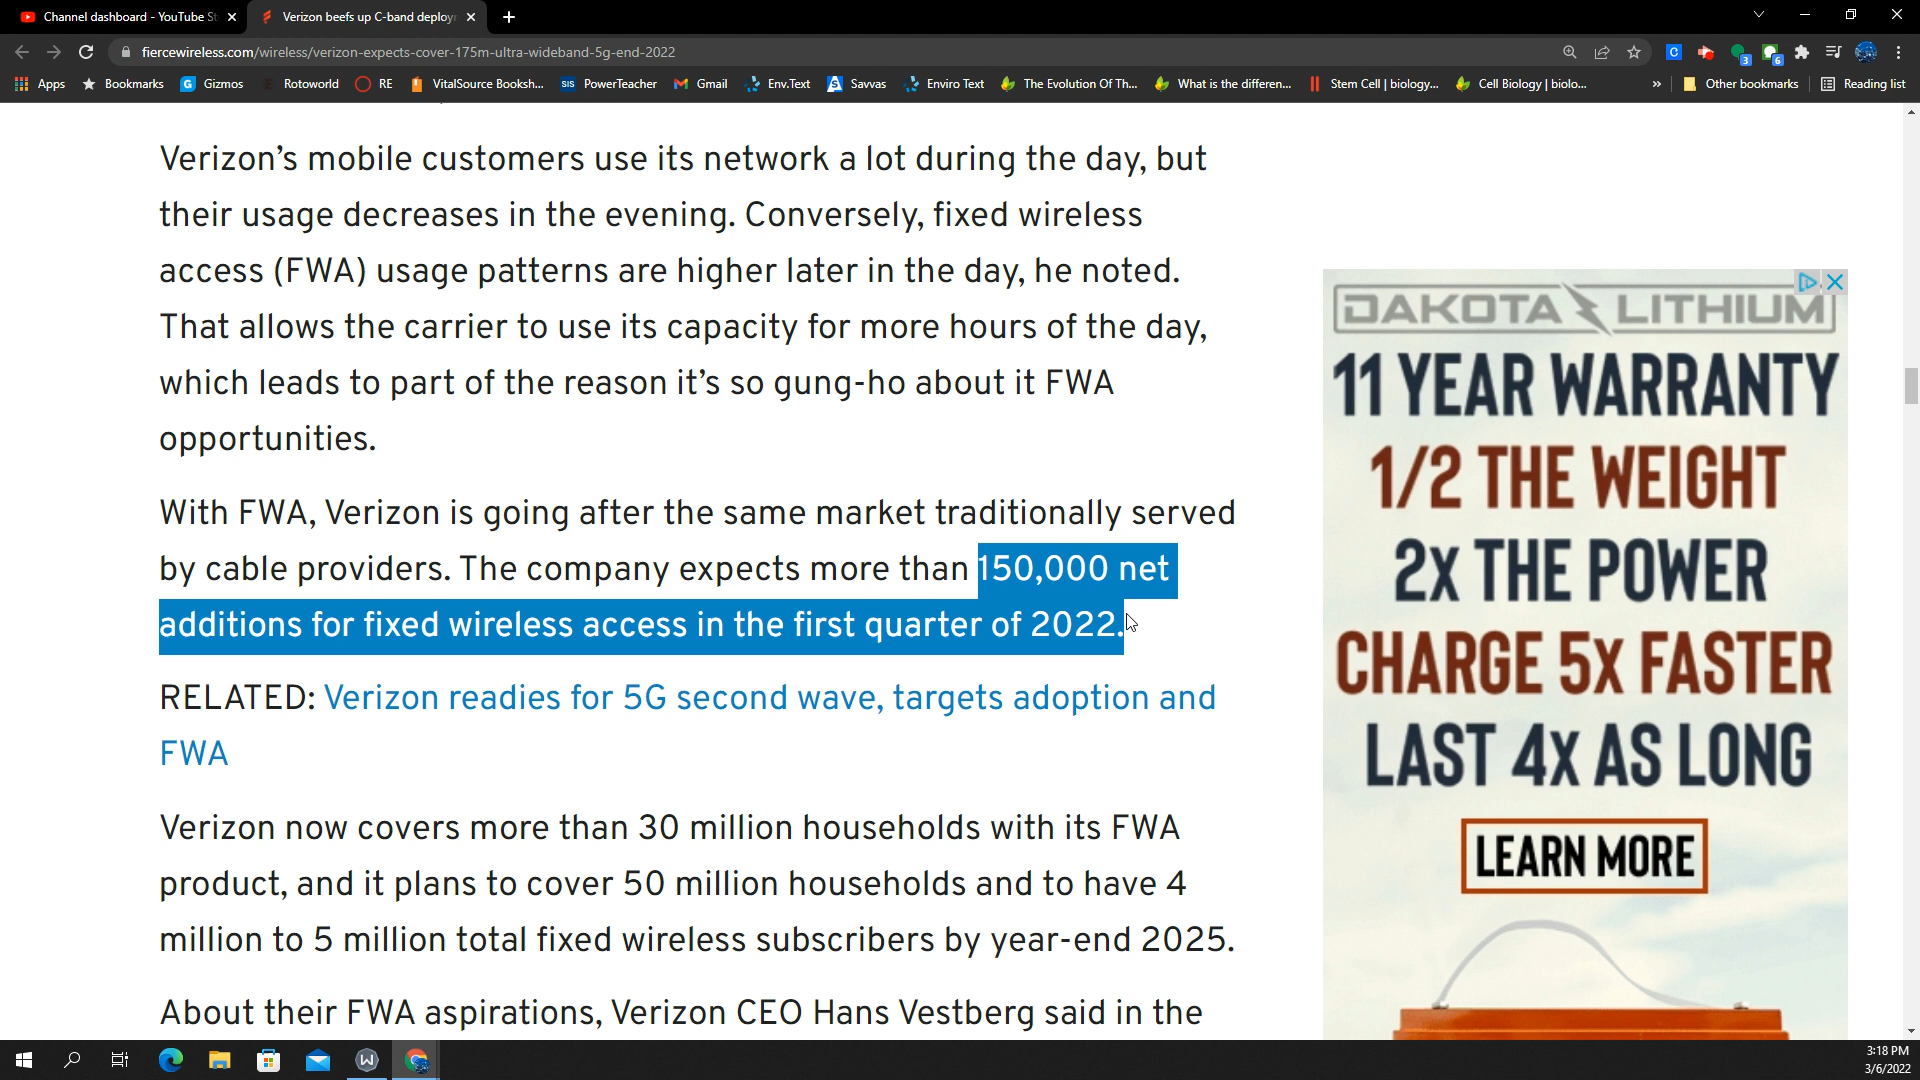 Channel dashboard - YouTube St
Verizon beefs up C-band deploym
fiercewireless.com/wireless/verizon-expects-cover-175m-ultra-wideband-5g-end-2022
3
6
Apps
Bookmarks
G Gizmos
Rotoworld
RE
VitalSource Booksh...
SIS PowerTeacher
Gmail
Env.Text
S Savvas
Enviro Text
The Evolution Of Th...
What is the differen...
Stem Cell | biology...
Cell Biology | biolo...
»
Other bookmarks
Reading list
Verizon’s mobile customers use its network a lot during the day, but
their usage decreases in the evening. Conversely, fixed wireless
access (FWA) usage patterns are higher later in the day, he noted.
That allows the carrier to use its capacity for more hours of the day,
which leads to part of the reason it’s so gung-ho about it FWA
opportunities.
With FWA, Verizon is going after the same market traditionally served
by cable providers. The company expects more than 150,000 net
additions for fixed wireless access in the first quarter of 2022.
RELATED: Verizon readies for 5G second wave, targets adoption and
FWA
Verizon now covers more than 30 million households with its FWA
product, and it plans to cover 50 million households and to have 4
million to 5 million total fixed wireless subscribers by year-end 2025.
About their FWA aspirations, Verizon CEO Hans Vestberg said in the
DAKOTA LITHIUM
11 YEAR WARRANTY
1/2 THE WEIGHT
2X THE POWER
CHARGE 5X FASTER
LAST 4X AS LONG
LEARN MORE
3:18 PM
3/6/2022